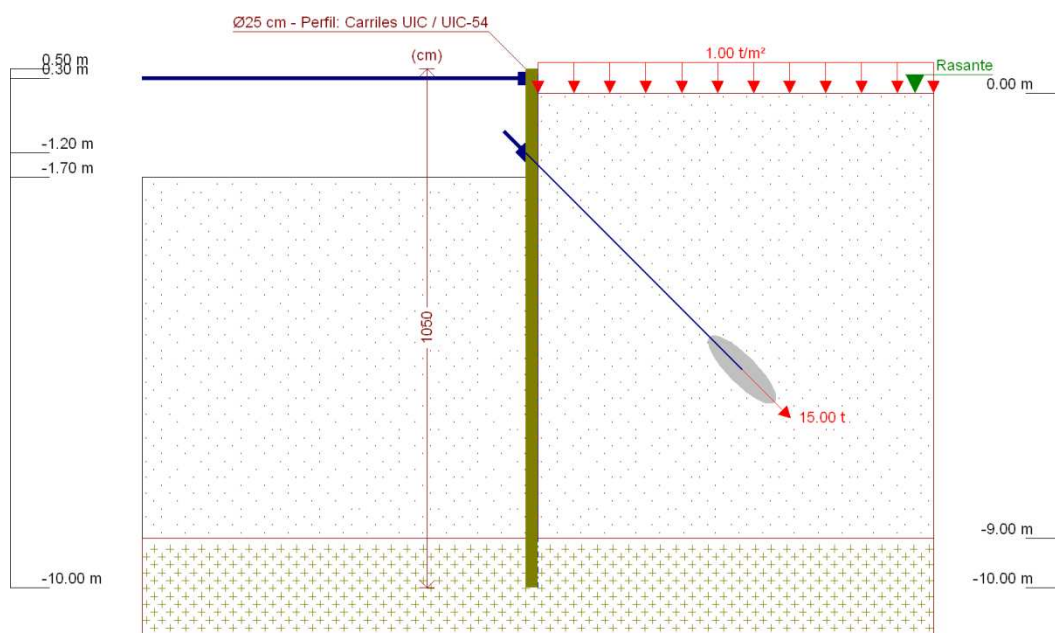 Ø25 cm - Perfil: Carriles UIC / UIC-54
(cm)
1.00 t/m²
Rasante
0.50 m
0.30 m
0.00 m
-1.20 m
-1.70 m
1050
15.00 t
-9.00 m
-10.00 m
-10.00 m